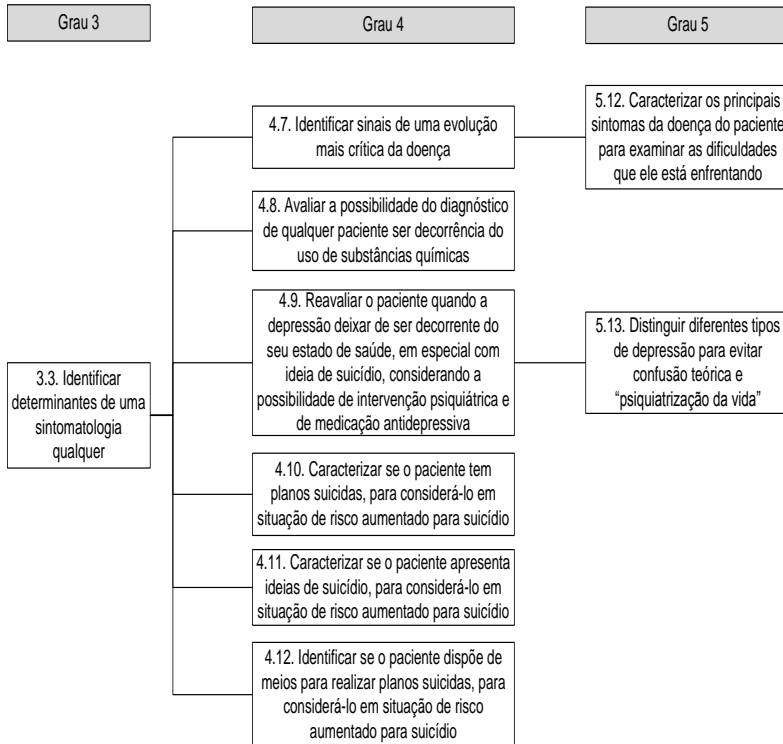 Grau 3
Grau 4
Grau 5
3.3. Identificar
determinantes de uma
sintomatologia
qualquer
4.7. Identificar sinais de uma evolução
mais crítica da doença
5.12. Caracterizar os principais
sintomas da doença do paciente
para examinar as dificuldades
que ele está enfrentando
4.8. Avaliar a possibilidade do diagnóstico
de qualquer paciente ser decorrência do
uso de substâncias químicas
4.9. Reavaliar o paciente quando a
depressão deixar de ser decorrente do
seu estado de saúde, em especial com
ideia de suicídio, considerando a
possibilidade de intervenção psiquiátrica e
de medicação antidepressiva
5.13. Distinguir diferentes tipos
de depressão para evitar
confusão teórica e
“psiquiatrização da vida”
4.10. Caracterizar se o paciente tem
planos suicidas, para considerá-lo em
situação de risco aumentado para suicídio
4.11. Caracterizar se o paciente apresenta
ideias de suicídio, para considerá-lo em
situação de risco aumentado para suicídio
4.12. Identificar se o paciente dispõe de
meios para realizar planos suicidas, para
considerá-lo em situação de risco
aumentado para suicídio